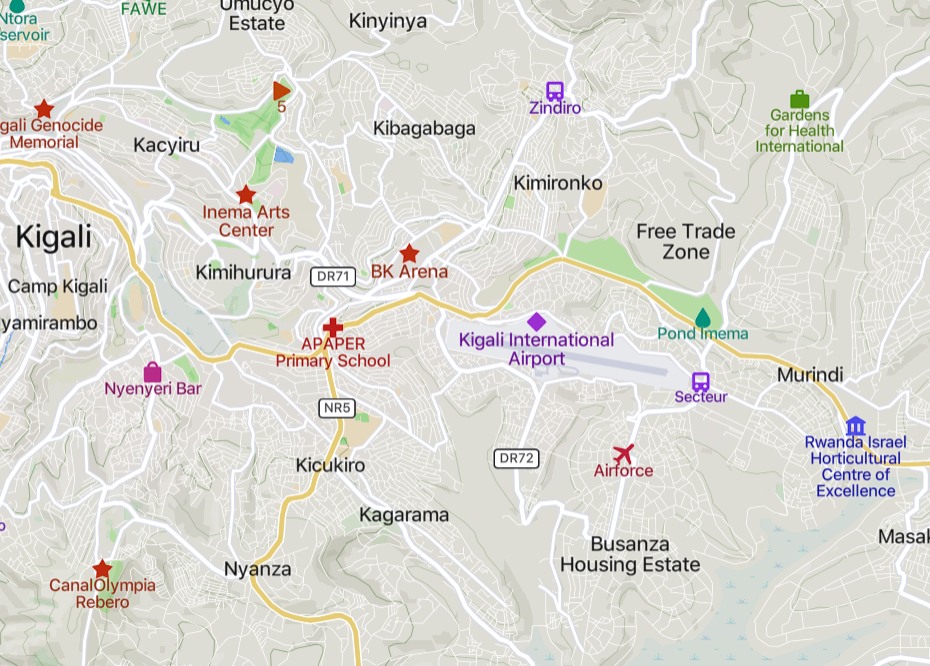 FAWE
Umucyo
Estate
Kinyinya
Ntora
servoir
5
Zindiro
Gardens
for Health
International
gali Genocide
Memorial
Kacyiru
Kibagabaga
Kimironko
Inema Arts
Center
Free Trade
Zone
Kigali
Kimihurura
DR71
BK Arena
Camp Kigali
yamirambo
APAPER
Primary School
Kigali International
Airport
Pond Imema
Nyenyeri Bar
Secteur
Murindi
NR5
Rwanda Israel
Horticultural
Centre of
Excellence
Kicukiro
DR72
Airforce
Kagarama
Masak
Busanza
Housing Estate
Nyanza
CanalOlympia
Rebero
o